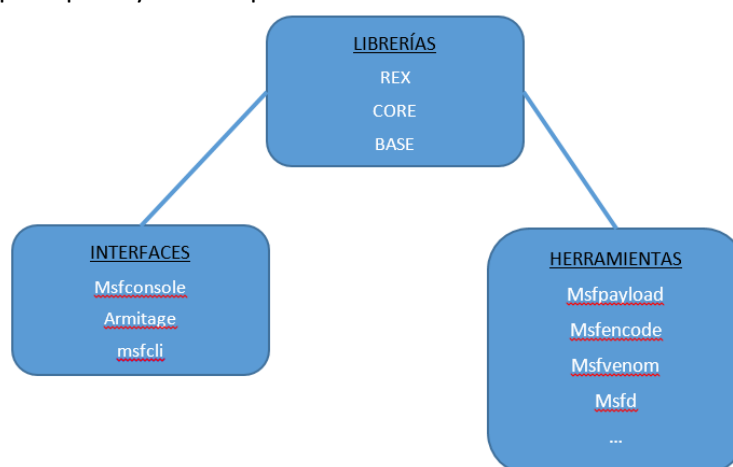 LIBRERÍAS
REX
CORE
BASE
INTERFACES
Msfconsole
Armitage
msfcli
HERRAMIENTAS
Msfpayload
Msfencode
Msfvenom
Msfd
...